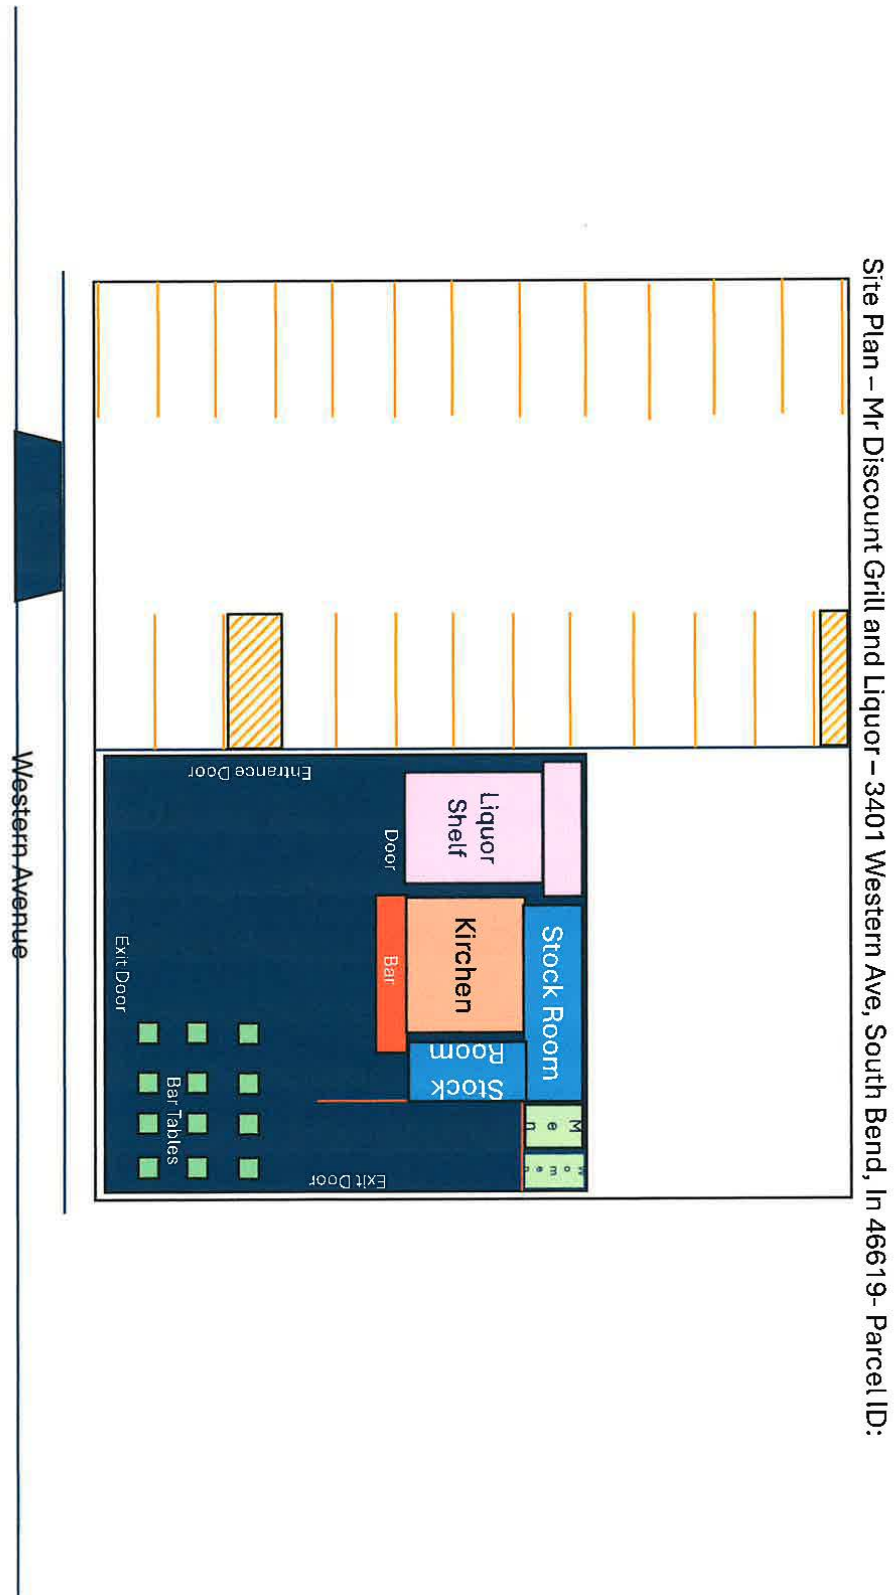 Site Plan – Mr Discount Grill and Liquor – 3401 Western Ave, South Bend, In 46619- Parcel ID:
Stock Room
Men
Women
Liquor
Shelf
Kirchen
Stock
Room
Door
Bar
Entrance Door
Exit Door
Bar Tables
Exit Door
Western Avenue